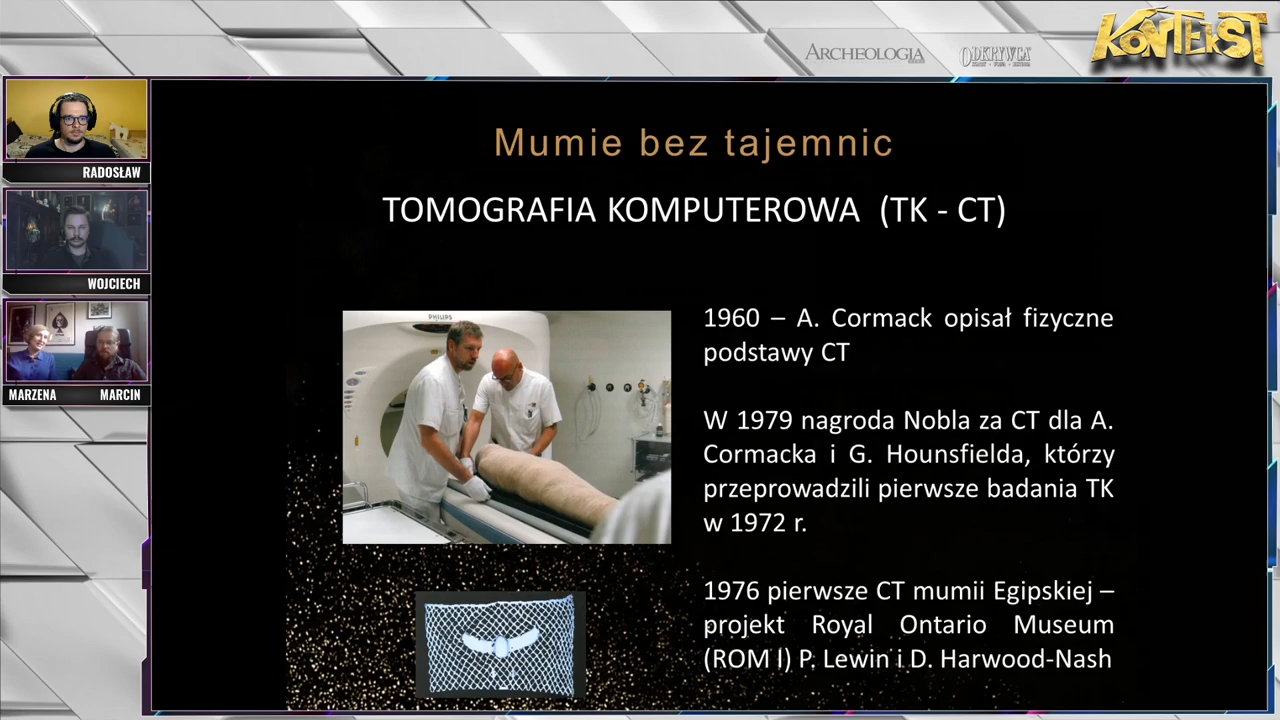 ARCHEOLOGIA
ODKRYWCA
KONTEKST
RADOSŁAW
WOJCIECH
MARZENA MARCIN
Mumie bez tajemnic
TOMOGRAFIA KOMPUTEROWA (TK - CT)
PHILIPS
1960 – A. Cormack opisał fizyczne
podstawy CT
W 1979 nagroda Nobla za CT dla A.
Cormacka i G. Hounsfielda, którzy
przeprowadzili pierwsze badania TK
w 1972 r.
1976 pierwsze CT mumii Egipskiej –
projekt Royal Ontario Museum
(ROM I) P. Lewin i D. Harwood-Nash